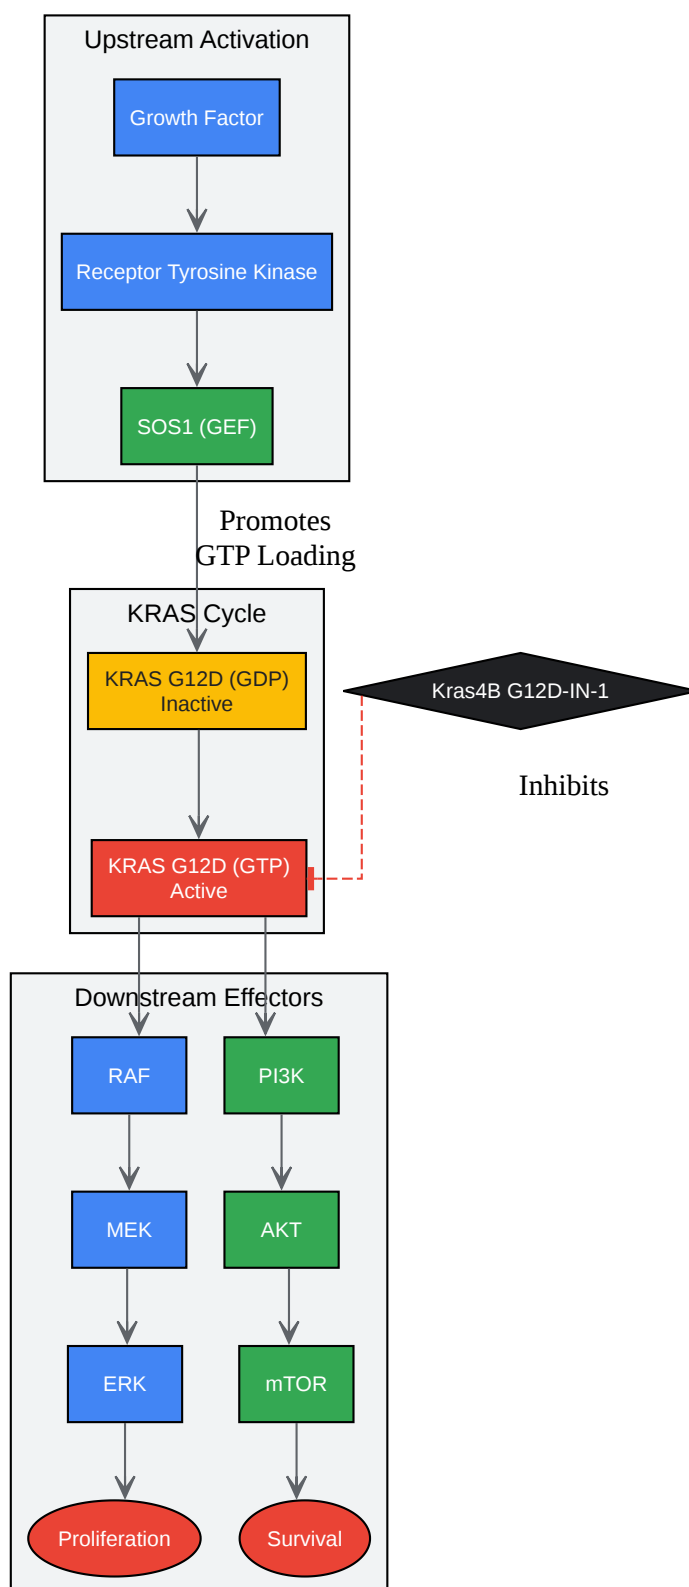 Upstream Activation
Growth Factor
Receptor Tyrosine Kinase
SOS1 (GEF)
Promotes
GTP Loading
KRAS Cycle
KRAS G12D (GDP)
Inactive
Kras4B G12D-IN-1
Inhibits
KRAS G12D (GTP)
Active
Downstream Effectors
RAF
PI3K
MEK
AKT
ERK
mTOR
Proliferation
Survival